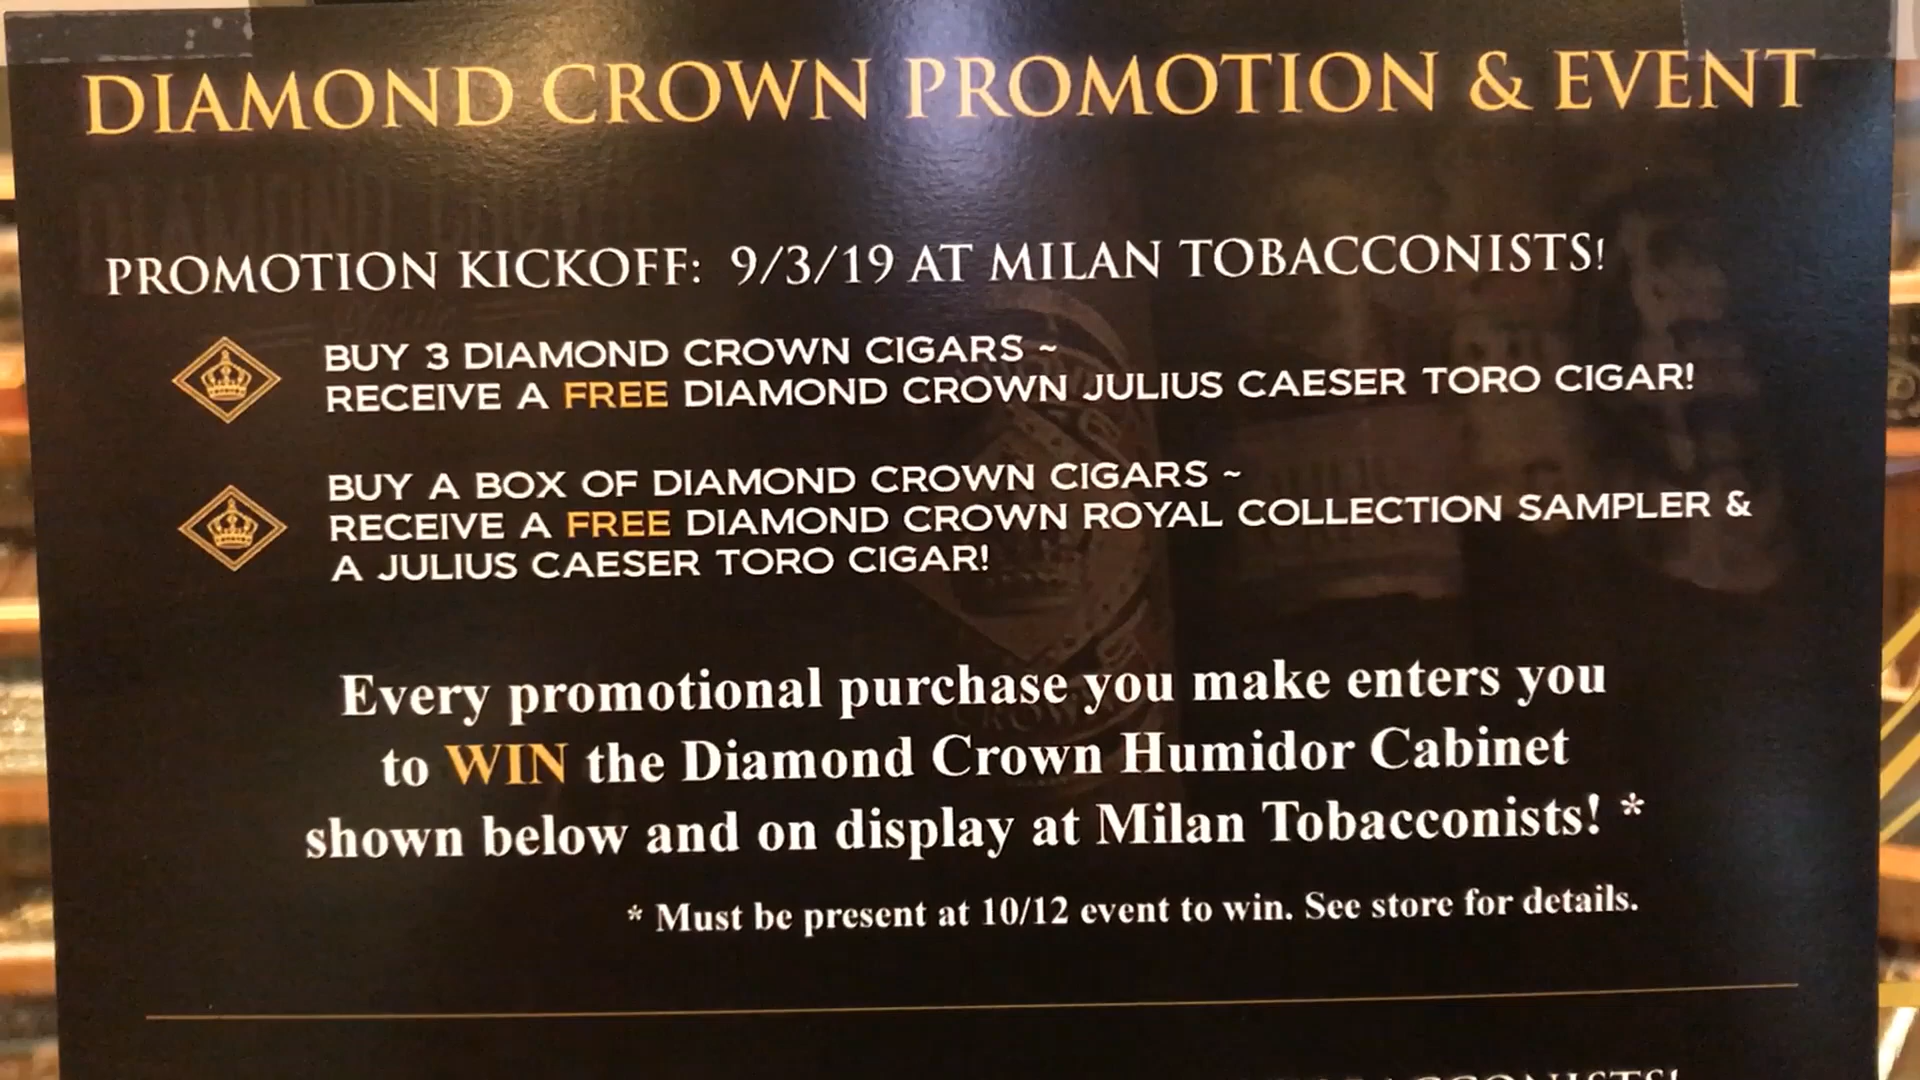 DIAMOND CROWN PROMOTION & EVENT
PROMOTION KICKOFF: 9/3/19 AT MILAN TOBACCONISTS!
BUY 3 DIAMOND CROWN CIGARS ~
RECEIVE A FREE DIAMOND CROWN JULIUS CAESER TORO CIGAR!
BUY A BOX OF DIAMOND CROWN CIGARS ~
RECEIVE A FREE DIAMOND CROWN ROYAL COLLECTION SAMPLER &
A JULIUS CAESER TORO CIGAR!
Every promotional purchase you make enters you
to WIN the Diamond Crown Humidor Cabinet
shown below and on display at Milan Tobacconists! *
* Must be present at 10/12 event to win. See store for details.